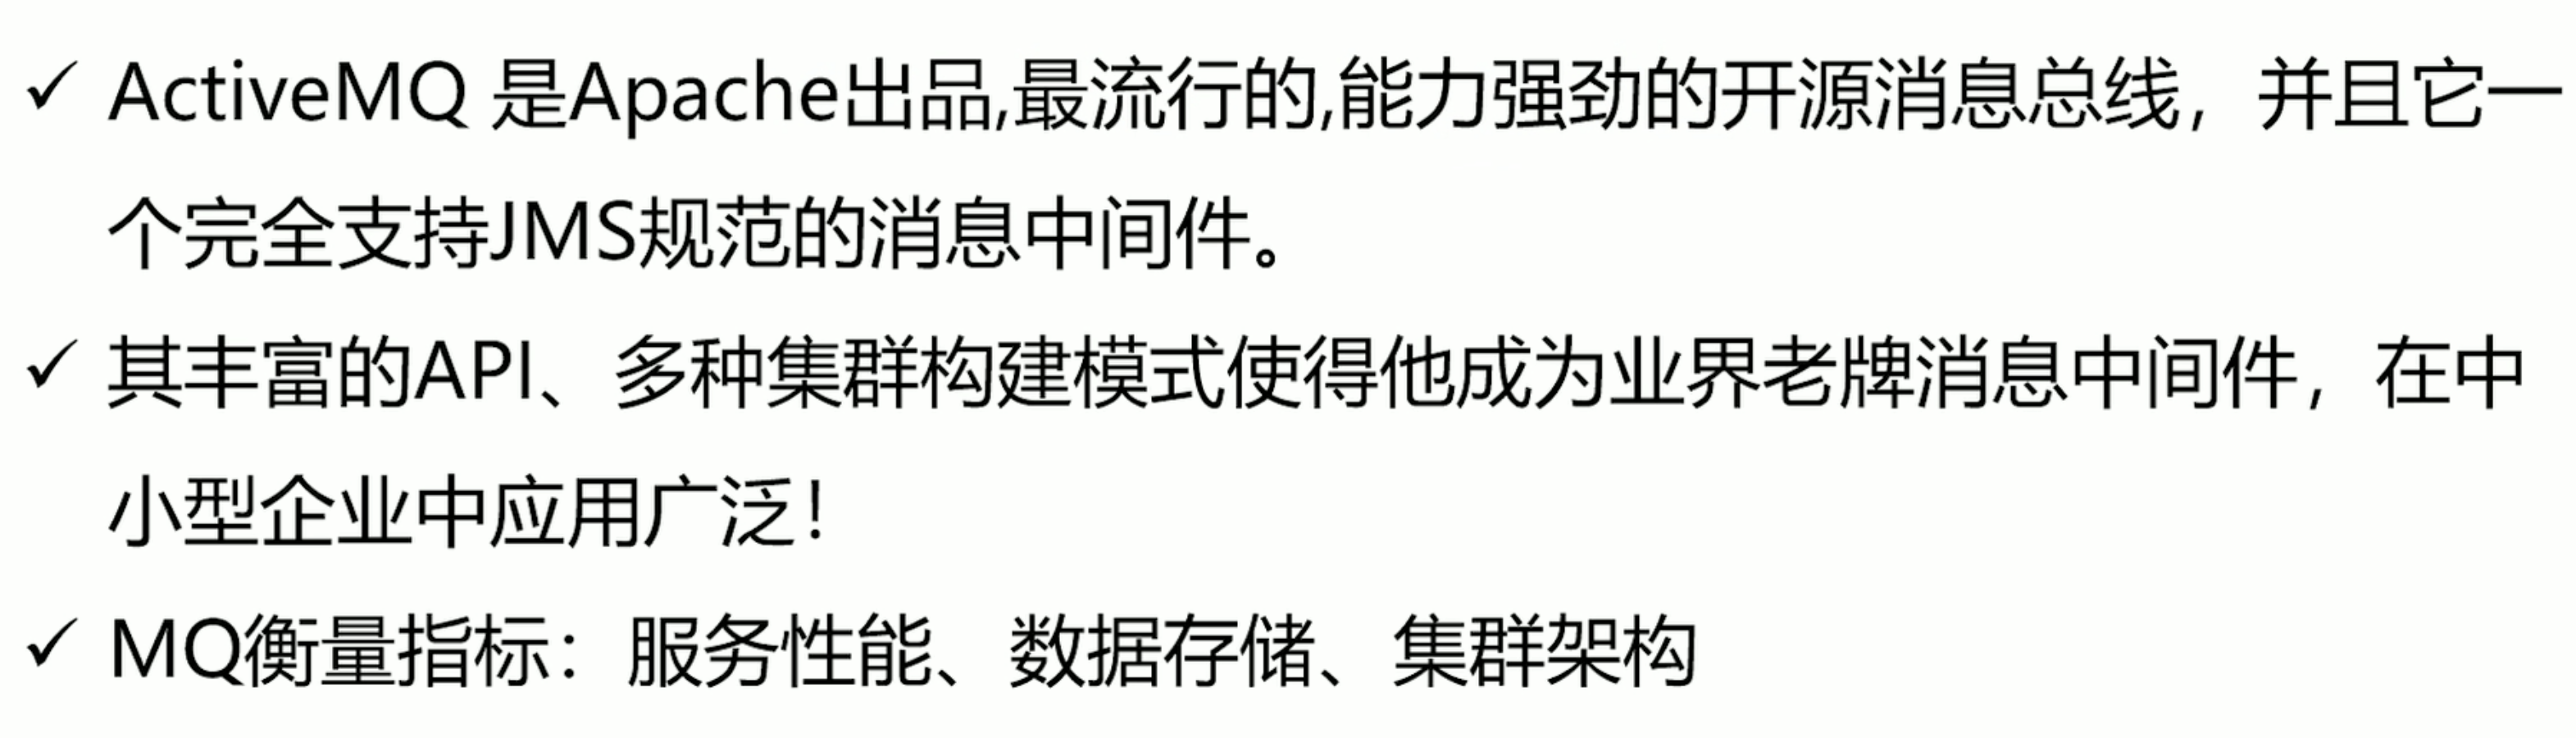 ✓ ActiveMQ 是Apache出品,最流行的,能力强劲的开源消息总线，并且它一
个完全支持JMS规范的消息中间件。
✓ 其丰富的API、多种集群构建模式使得他成为业界老牌消息中间件，在中
小型企业中应用广泛！
✓ MQ衡量指标：服务性能、数据存储、集群架构